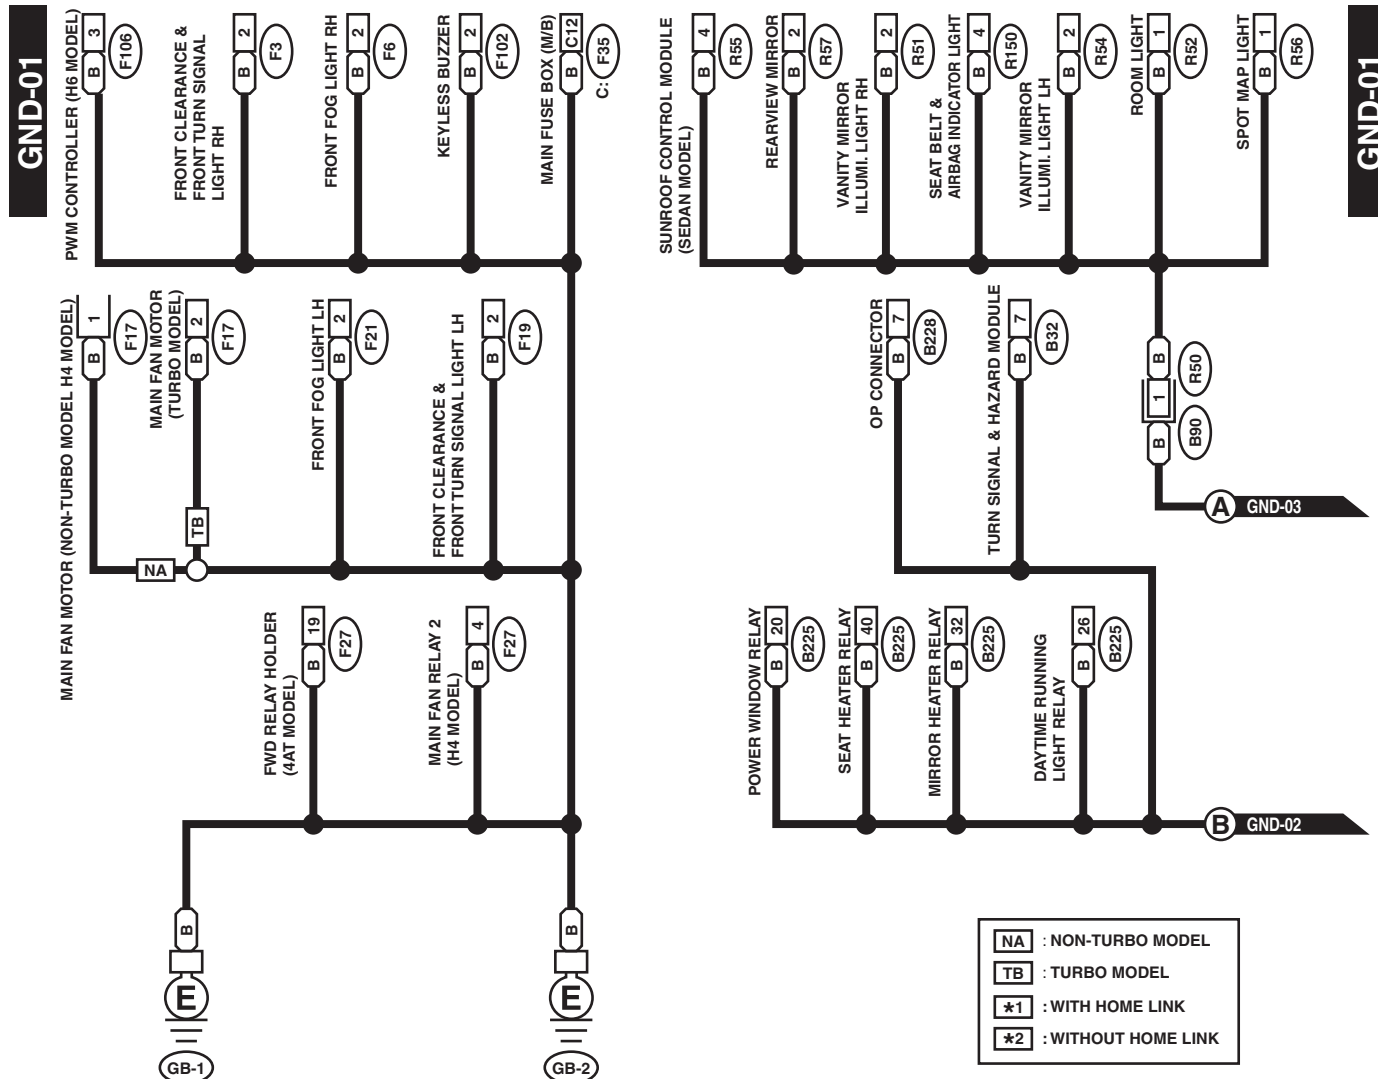 GND-01
GND-01
PWM CONTROLLER (H6 MODEL)
3
B
F106
FRONT CLEARANCE &
FRONT TURN SIGNAL
LIGHT RH
2
B
F3
FRONT FOG LIGHT RH
2
B
F6
KEYLESS BUZZER
2
B
F102
MAIN FUSE BOX (M/B)
C12
B
F35
C:
SUNROOF CONTROL MODULE
(SEDAN MODEL)
4
B
R55
REARVIEW MIRROR
2
B
R57
VANITY MIRROR
ILLUMI. LIGHT RH
2
B
R51
SEAT BELT &
AIRBAG INDICATOR LIGHT
4
B
R150
VANITY MIRROR
ILLUMI. LIGHT LH
2
B
R54
ROOM LIGHT
1
B
R52
SPOT MAP LIGHT
1
B
R56
MAIN FAN MOTOR (NON-TURBO MODEL H4 MODEL)
1
B
F17
MAIN FAN MOTOR
(TURBO MODEL)
2
B
F17
TB
NA
FRONT FOG LIGHT LH
2
B
F21
FRONT CLEARANCE &
FRONT TURN SIGNAL LIGHT LH
2
B
F19
OP CONNECTOR
7
B
B228
TURN SIGNAL & HAZARD MODULE
7
B
B32
B
R50
1
B
B90
A GND-03
FWD RELAY HOLDER
(4AT MODEL)
19
B
F27
MAIN FAN RELAY 2
(H4 MODEL)
4
B
F27
POWER WINDOW RELAY
20
B
B225
SEAT HEATER RELAY
40
B
B225
MIRROR HEATER RELAY
32
B
B225
DAYTIME RUNNING
LIGHT RELAY
26
B
B225
B GND-02
B
E
GB-1
B
E
GB-2
NA : NON-TURBO MODEL
TB : TURBO MODEL
*1 : WITH HOME LINK
*2 : WITHOUT HOME LINK